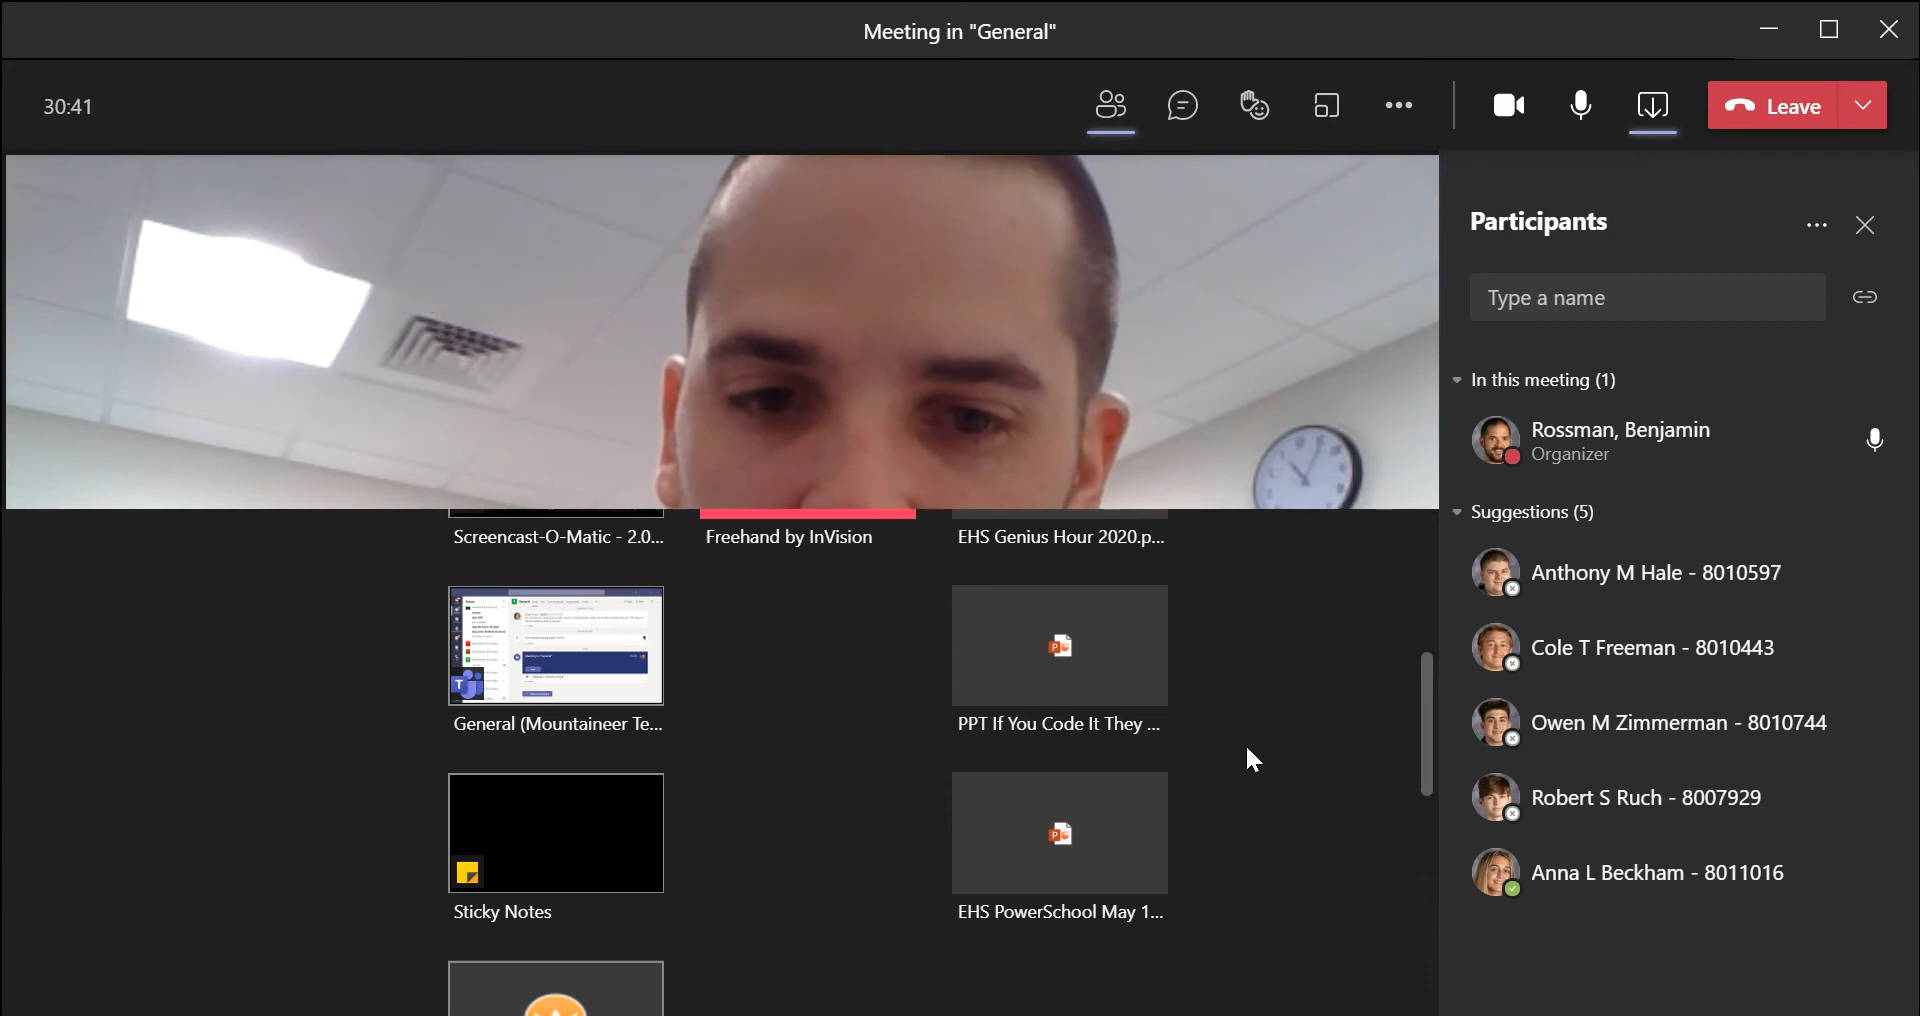 Meeting in "General"
30:41
Leave
Participants
Type a name
In this meeting (1)
Rossman, Benjamin
Organizer
Suggestions (5)
Anthony M Hale - 8010597
Cole T Freeman - 8010443
Owen M Zimmerman - 8010744
Robert S Ruch - 8007929
Anna L Beckham - 8011016
Screencast-O-Matic - 2.0...
Freehand by InVision
EHS Genius Hour 2020.p...
General (Mountaineer Te...
PPT If You Code It They ...
Sticky Notes
EHS PowerSchool May 1...